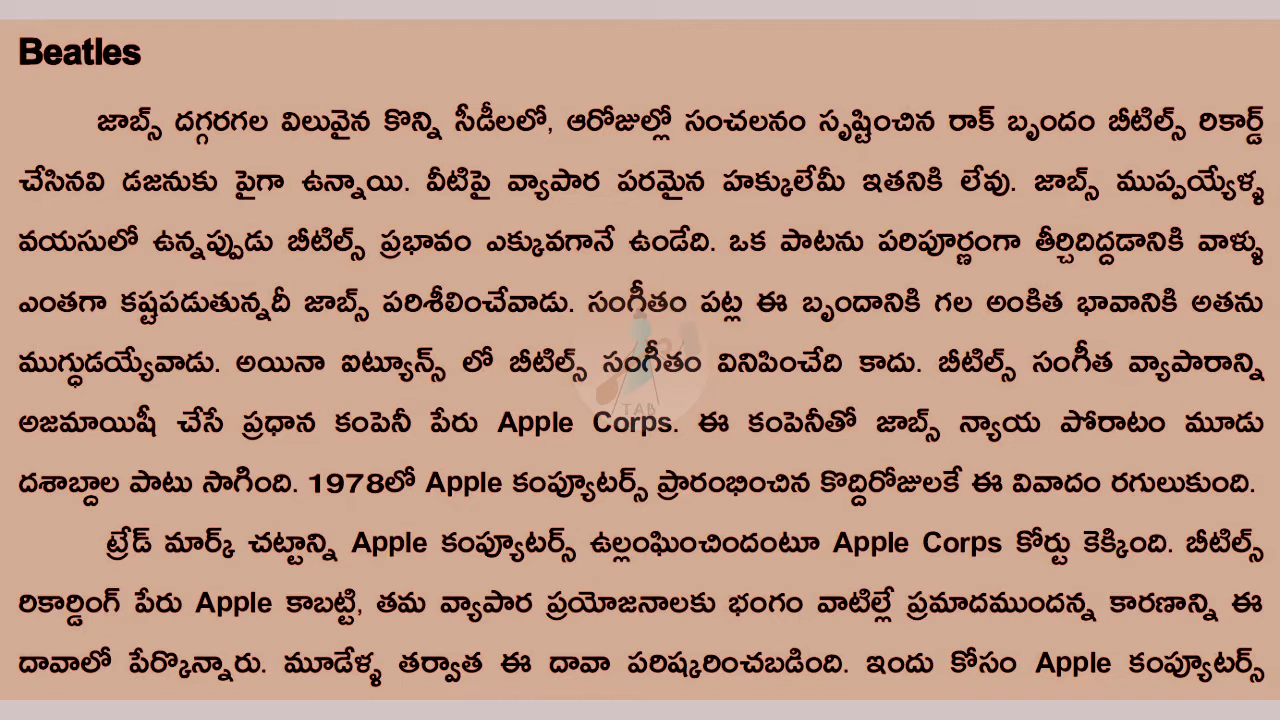 Beatles
జాబ్స్ దగ్గరగల విలువైన కొన్ని సీడీలలో, ఆరోజుల్లో సంచలనం సృష్టించిన రాక్ బృందం బీటిల్స్ రికార్డ్
చేసినవి డజనుకు పైగా ఉన్నాయి. వీటిపై వ్యాపార పరమైన హక్కులేమీ ఇతనికి లేవు. జాబ్స్ ముప్పయ్యేళ్ళ
వయసులో ఉన్నప్పుడు బీటిల్స్ ప్రభావం ఎక్కువగానే ఉండేది. ఒక పాటను పరిపూర్ణంగా తీర్చిదిద్దడానికి వాళ్ళు
ఎంతగా కష్టపడుతున్నదీ జాబ్స్ పరిశీలించేవాడు. సంగీతం పట్ల ఈ బృందానికి గల అంకిత భావానికి అతను
ముగ్ధుడయ్యేవాడు. అయినా ఐట్యూన్స్ లో బీటిల్స్ సంగీతం వినిపించేది కాదు. బీటిల్స్ సంగీత వ్యాపారాన్ని
అజమాయిషీ చేసే ప్రధాన కంపెనీ పేరు Apple Corps. ఈ కంపెనీతో జాబ్స్ న్యాయ పోరాటం మూడు
దశాబ్దాల పాటు సాగింది. 1978లో Apple కంప్యూటర్స్ ప్రారంభించిన కొద్దిరోజులకే ఈ వివాదం రగులుకుంది.
ట్రేడ్ మార్క్ చట్టాన్ని Apple కంప్యూటర్స్ ఉల్లంఘించిందంటూ Apple Corps కోర్టు కెక్కింది. బీటిల్స్
రికార్డింగ్ పేరు Apple కాబట్టి, తమ వ్యాపార ప్రయోజనాలకు భంగం వాటిల్లే ప్రమాదముందన్న కారణాన్ని ఈ
దావాలో పేర్కొన్నారు. మూడేళ్ళ తర్వాత ఈ దావా పరిష్కరించబడింది. ఇందు కోసం Apple కంప్యూటర్స్
TAB